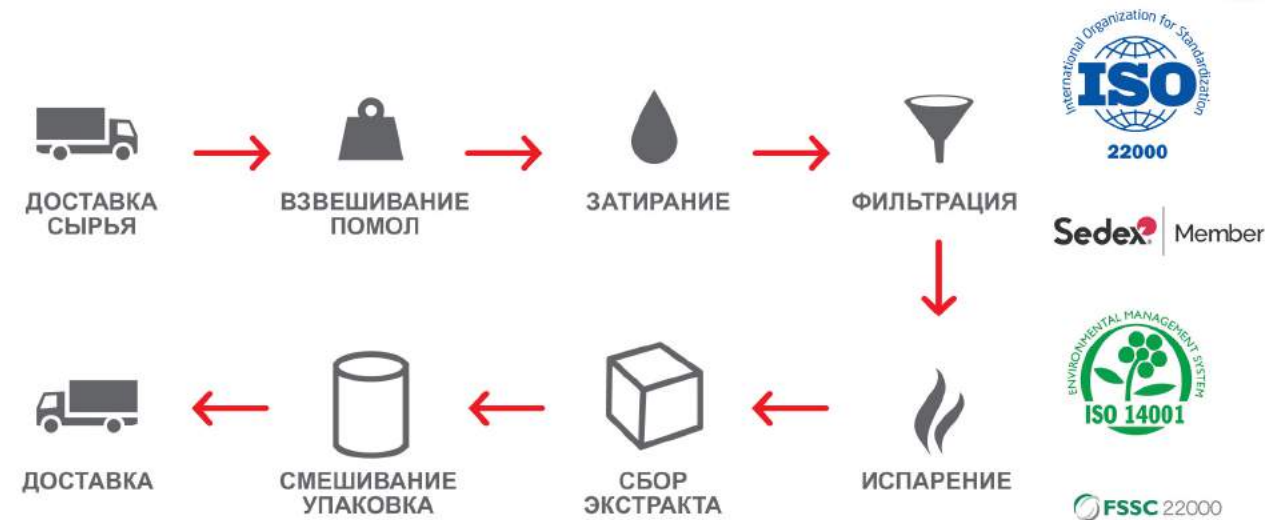 ДОСТАВКА
СЫРЬЯ
ВЗВЕШИВАНИЕ
ПОМОЛ
ЗАТИРАНИЕ
ФИЛЬТРАЦИЯ
ИСПАРЕНИЕ
СБОР
ЭКСТРАКТА
СМЕШИВАНИЕ
УПАКОВКА
ДОСТАВКА
International Organization for Standardization
ISO
22000
Sedex Member
ENVIRONMENTAL MANAGEMENT SYSTEM
ISO 14001
FSSC 22000